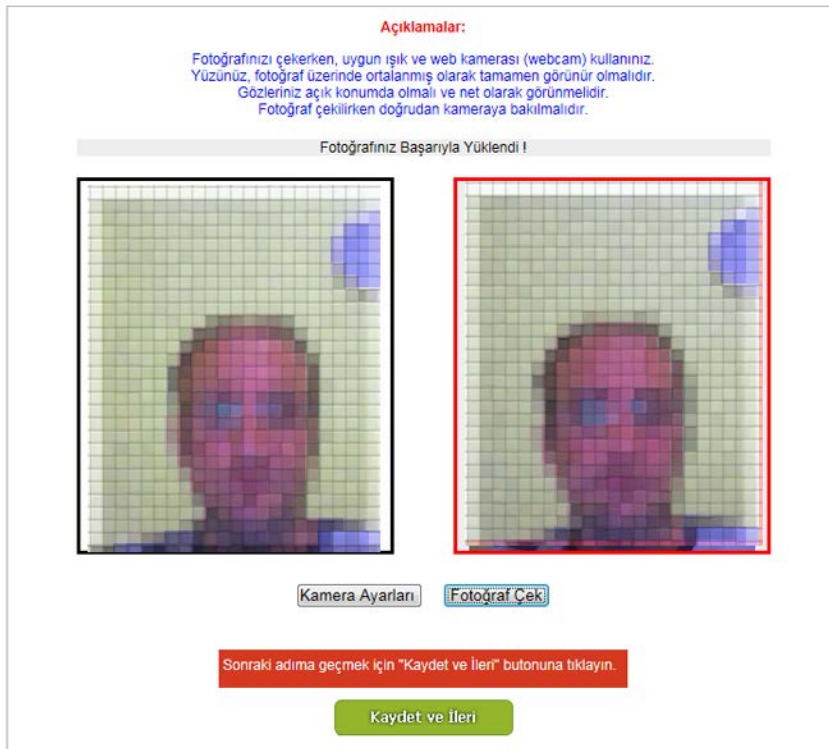 Açıklamalar:
Fotoğrafınızı çekerken, uygun ışık ve web kamerası (webcam) kullanınız.
Yüzünüz, fotoğraf üzerinde ortalanmış olarak tamamen görünür olmalıdır.
Gözleriniz açık konumda olmalı ve net olarak görünmelidir.
Fotoğraf çekilirken doğrudan kameraya bakılmalıdır.
Fotoğrafınız Başarıyla Yüklendi !
Kamera Ayarları
Fotoğraf Çek
Sonraki adıma geçmek için "Kaydet ve İleri" butonuna tıklayın.
Kaydet ve İleri